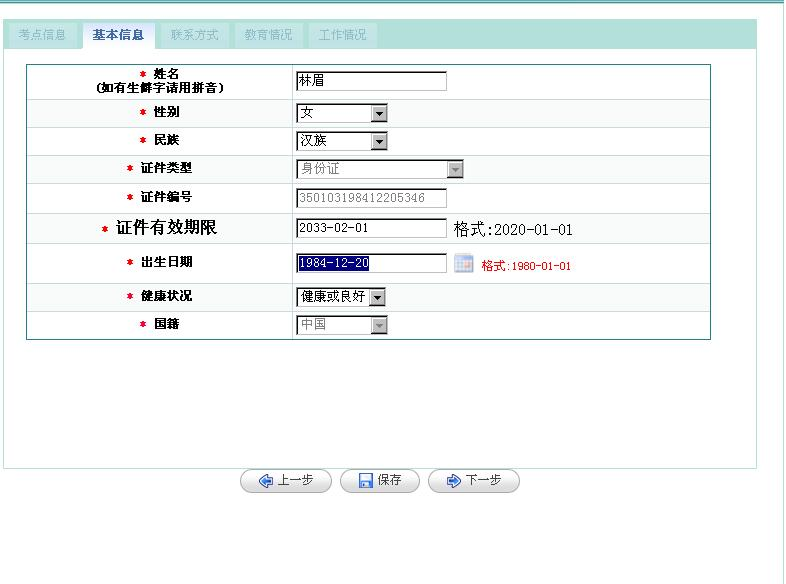 考点信息 基本信息 联系方式 教育情况 工作情况
* 姓名 林眉
(如有生僻字请用拼音)
* 性别 女
* 民族 汉族
* 证件类型 身份证
* 证件编号 350103198412205346
* 证件有效期限 2033-02-01 格式:2020-01-01
* 出生日期 1984-12-20 格式:1980-01-01
* 健康状况 健康或良好
* 国籍 中国
上一步 保存 下一步